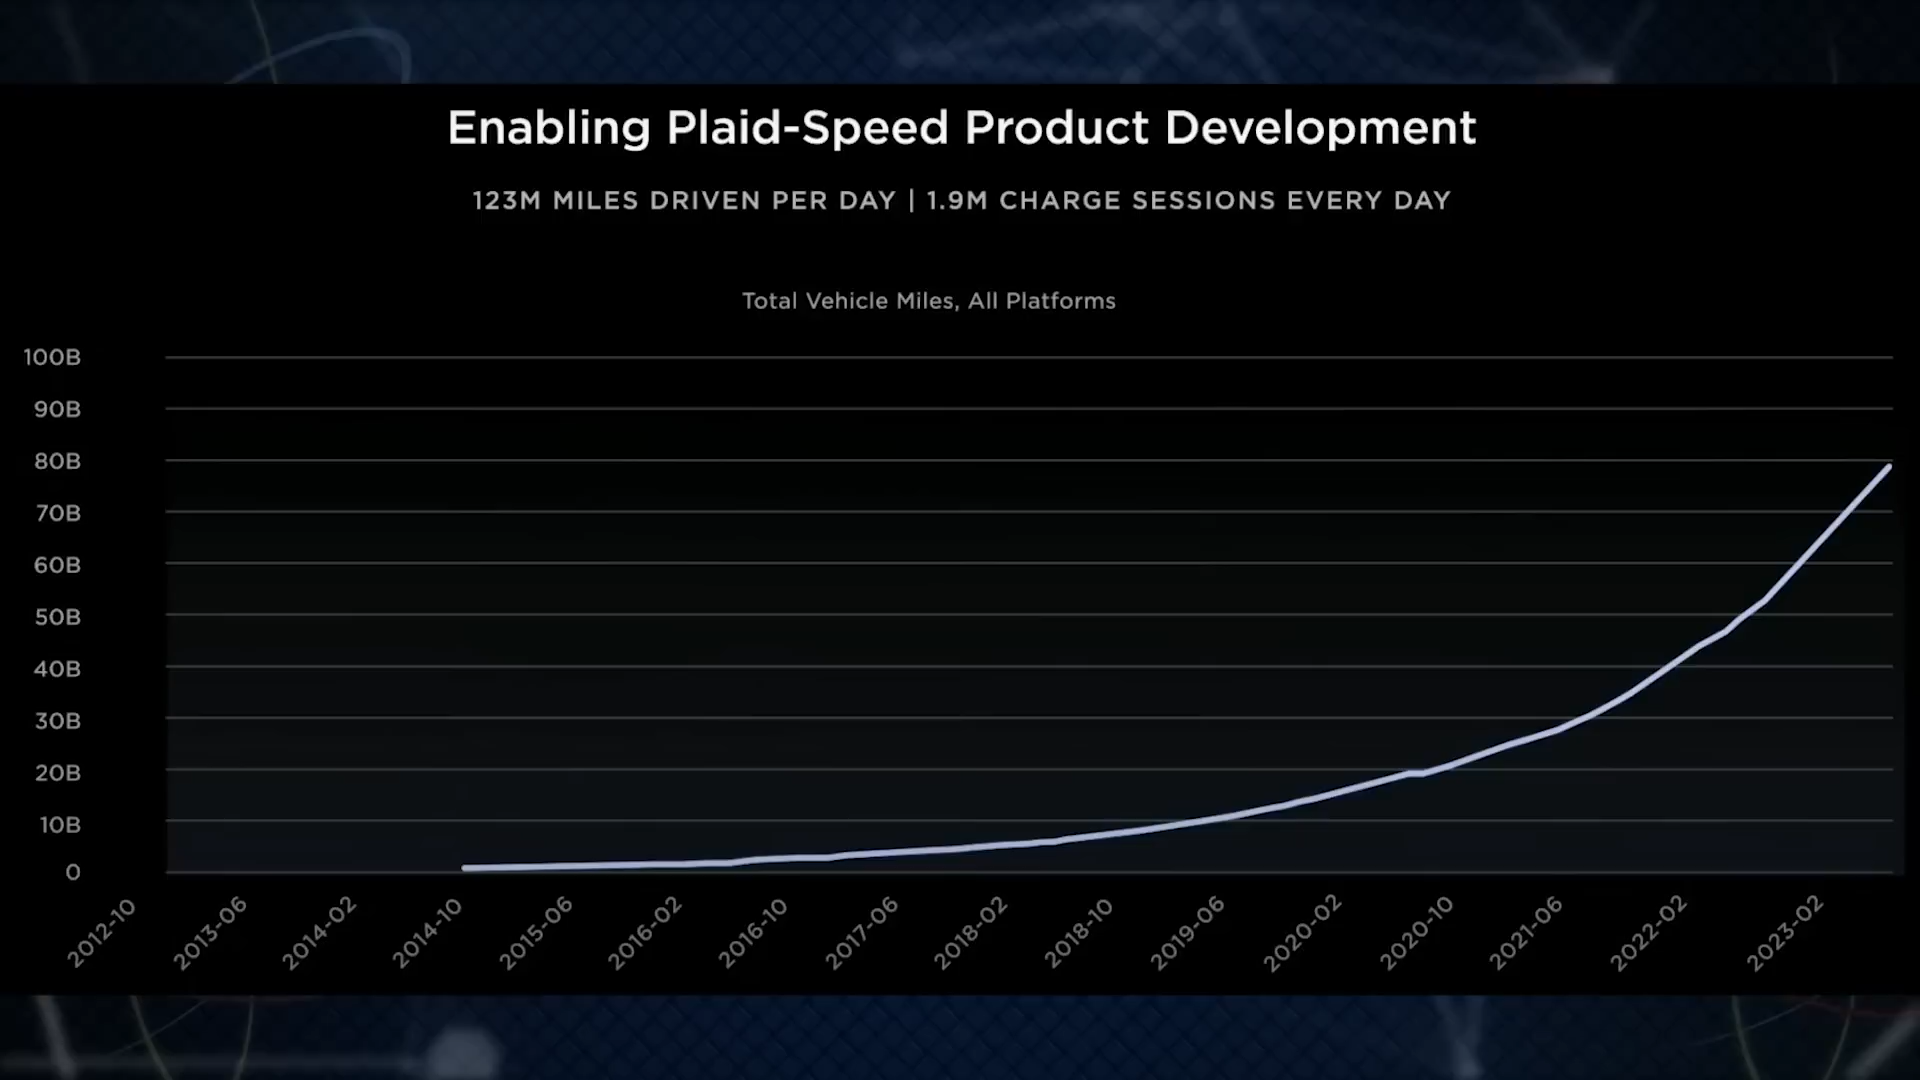 Enabling Plaid-Speed Product Development
123M MILES DRIVEN PER DAY | 1.9M CHARGE SESSIONS EVERY DAY
Total Vehicle Miles, All Platforms
100B
90B
80B
70B
60B
50B
40B
30B
20B
10B
0
2012-10
2013-06
2014-02
2014-10
2015-06
2016-02
2016-10
2017-06
2018-02
2018-10
2019-06
2020-02
2020-10
2021-06
2022-02
2023-02